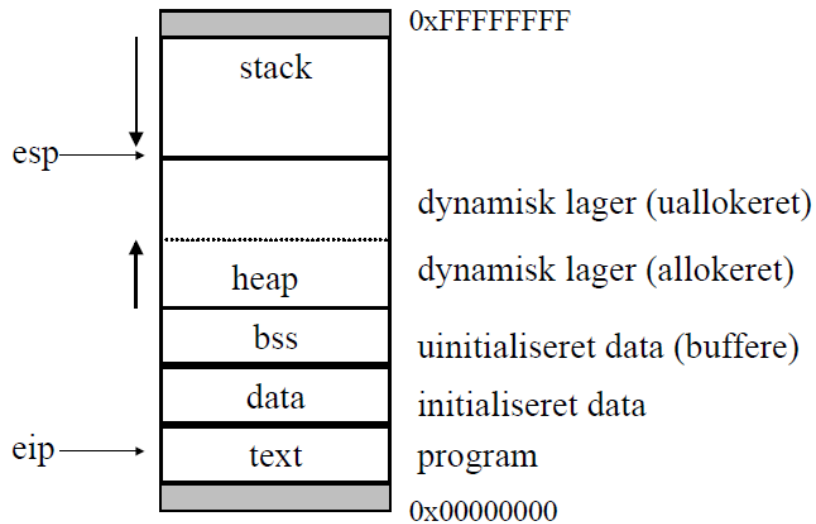 0xFFFFFFFF
stack
esp
dynamisk lager (uallokeret)
heap
dynamisk lager (allokeret)
bss
uinitialiseret data (buffere)
data
initialiseret data
eip
text
program
0x00000000